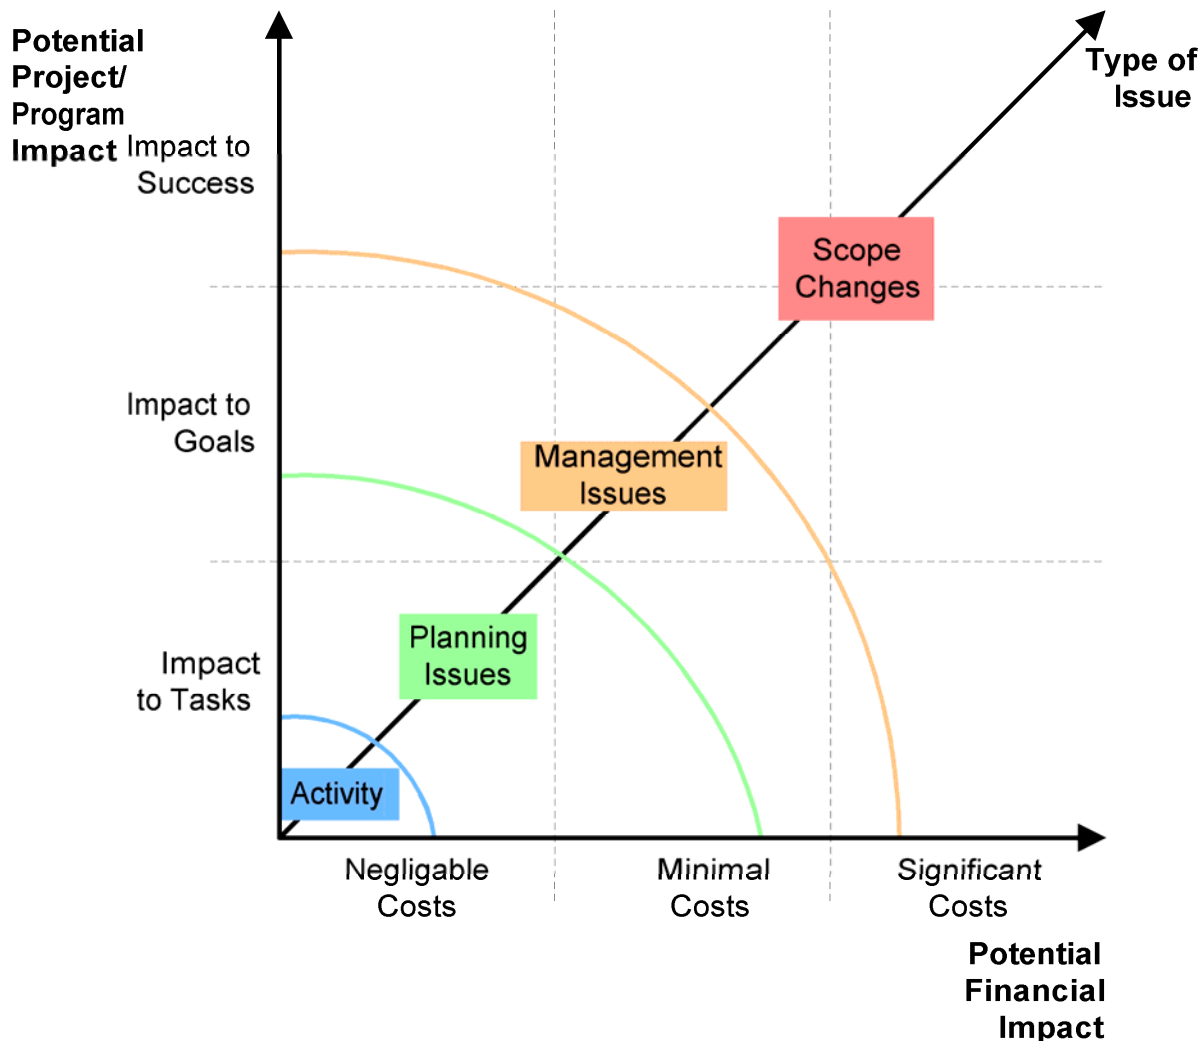 Potential
Project/
Program
Impact
Impact to
Success
Type of
Issue
Scope
Changes
Impact to
Goals
Management
Issues
Planning
Issues
Impact
to Tasks
Activity
Negligable
Costs
Minimal
Costs
Significant
Costs
Potential
Financial
Impact